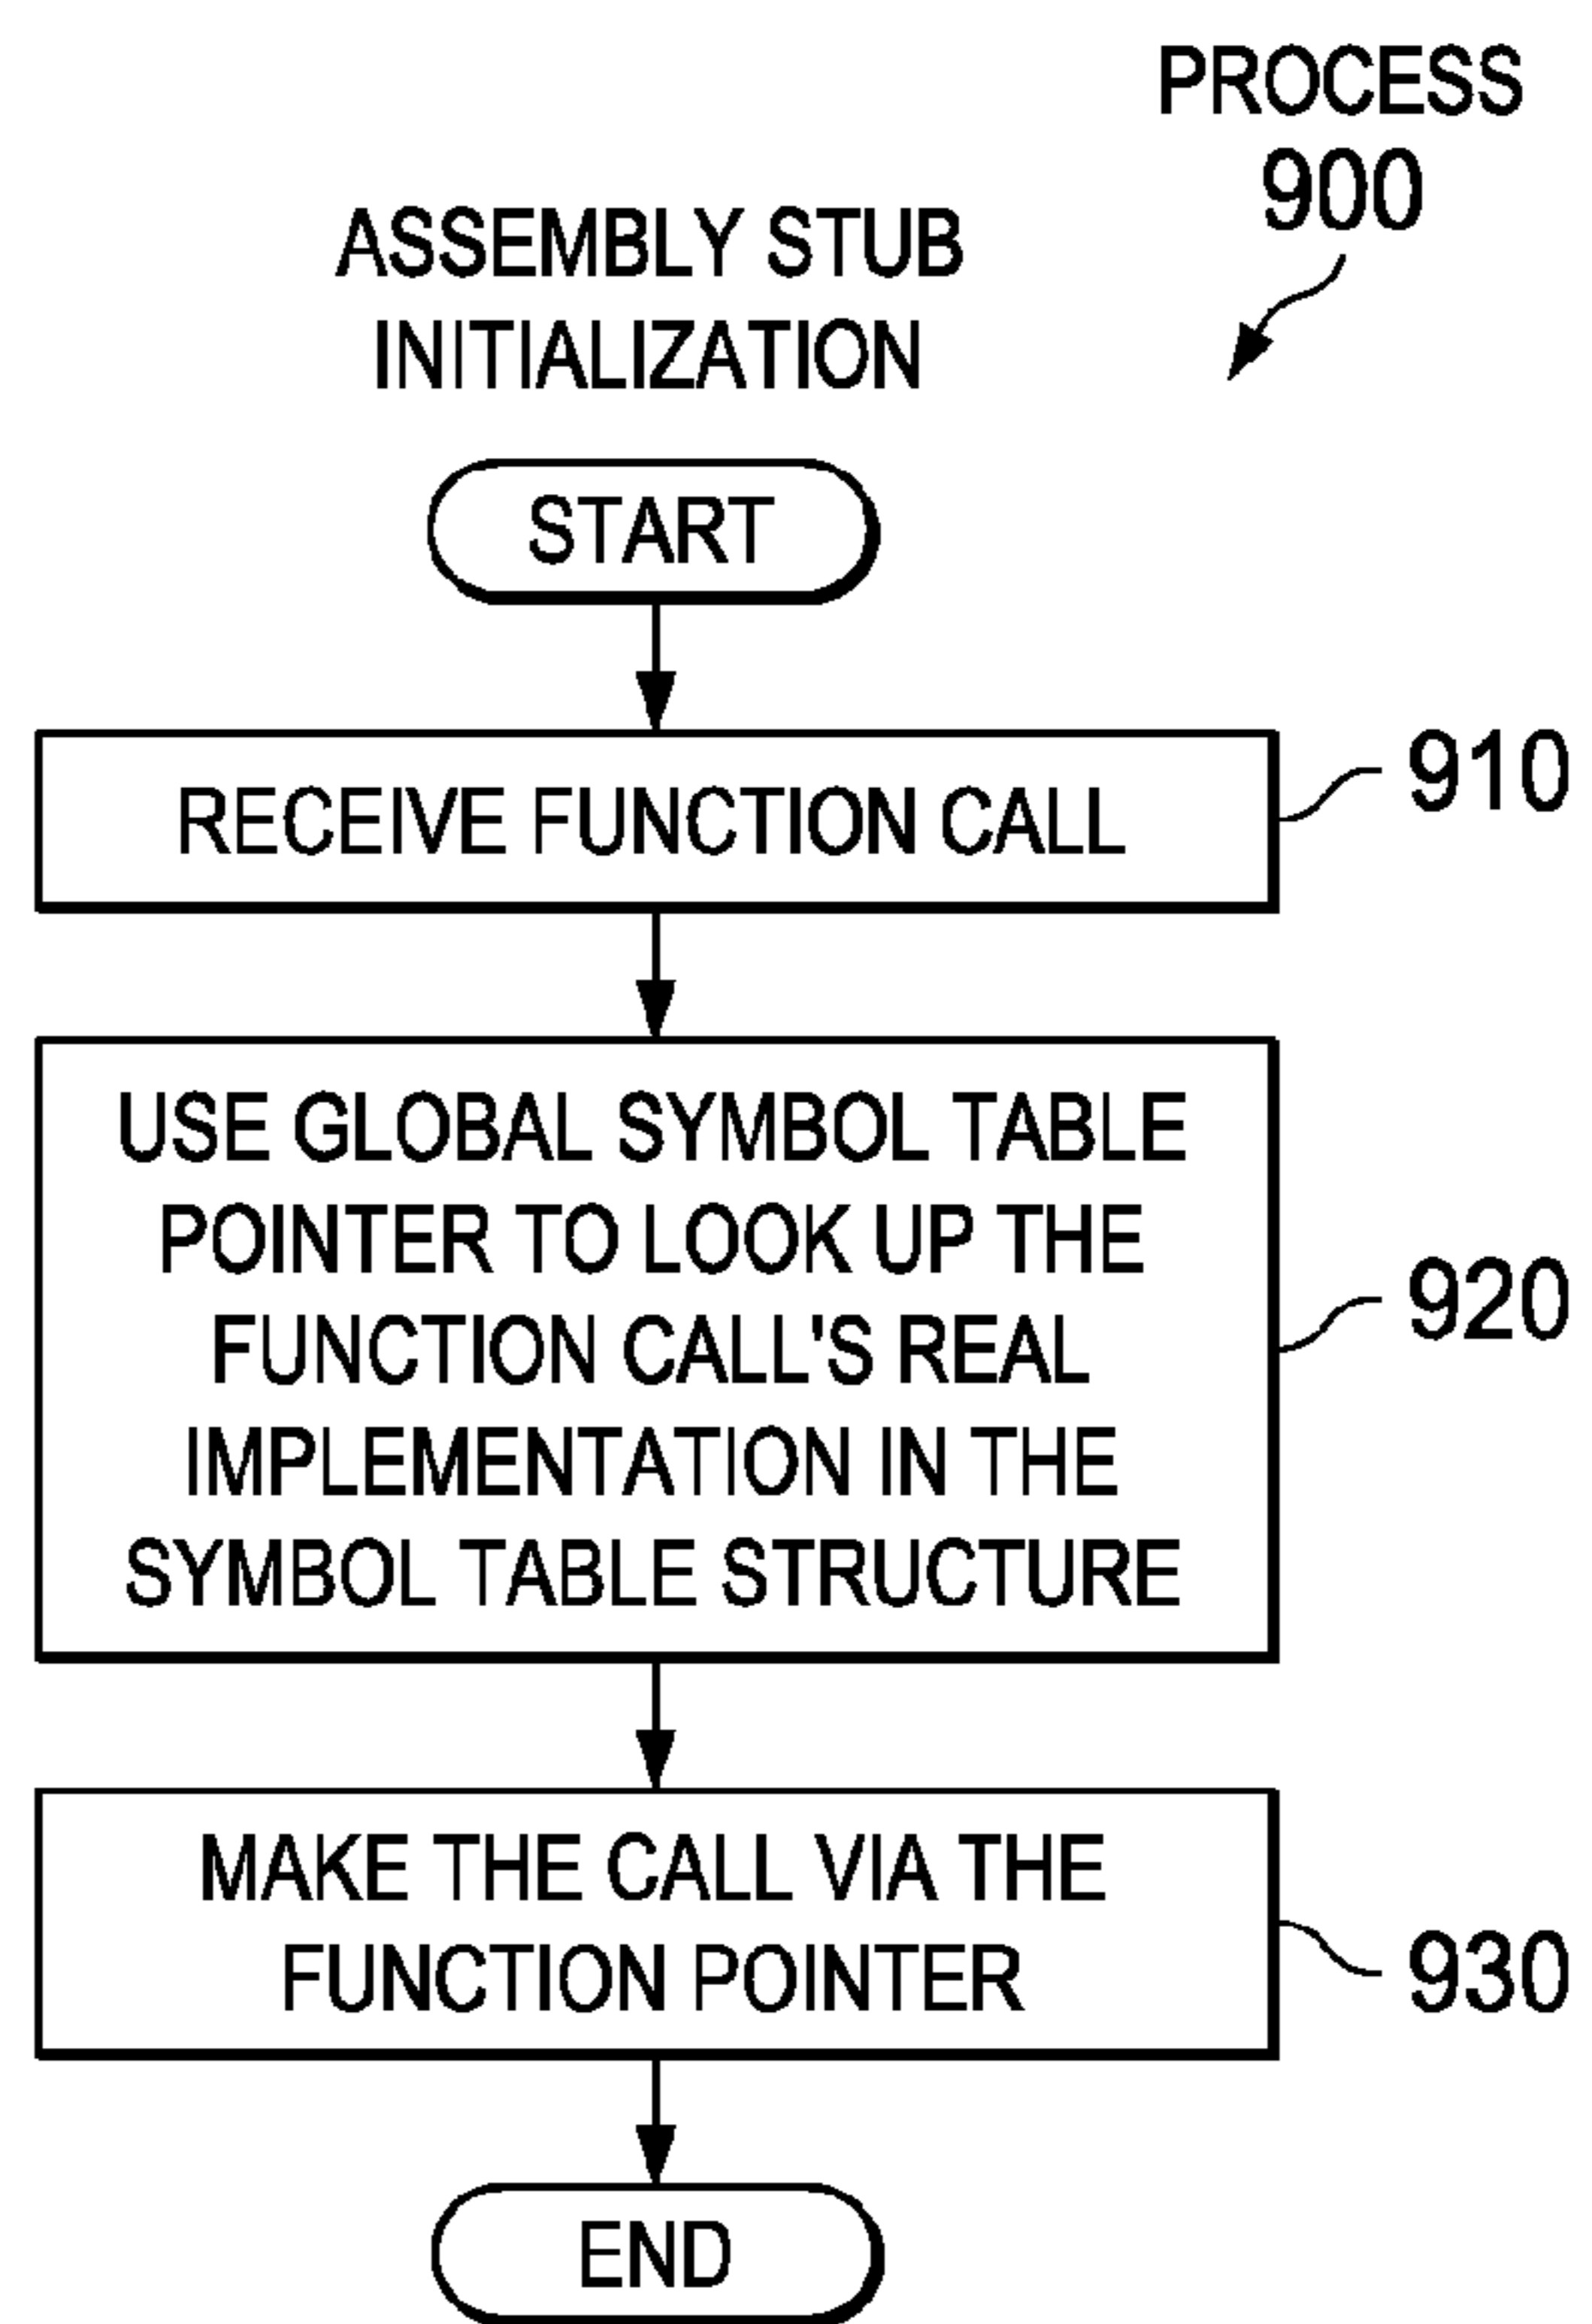 PROCESS
900
ASSEMBLY STUB
INITIALIZATION
START
RECEIVE FUNCTION CALL
910
USE GLOBAL SYMBOL TABLE
POINTER TO LOOK UP THE
FUNCTION CALL'S REAL
IMPLEMENTATION IN THE
SYMBOL TABLE STRUCTURE
920
MAKE THE CALL VIA THE
FUNCTION POINTER
930
END